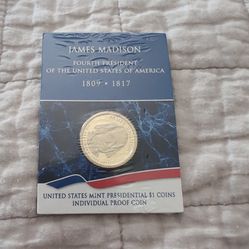 JAMES MADISON
FOURTH PRESIDENT
OF THE UNITED STATES OF AMERICA
1809 • 1817
UNITED STATES MINT PRESIDENTIAL $1 COINS
INDIVIDUAL PROOF COIN